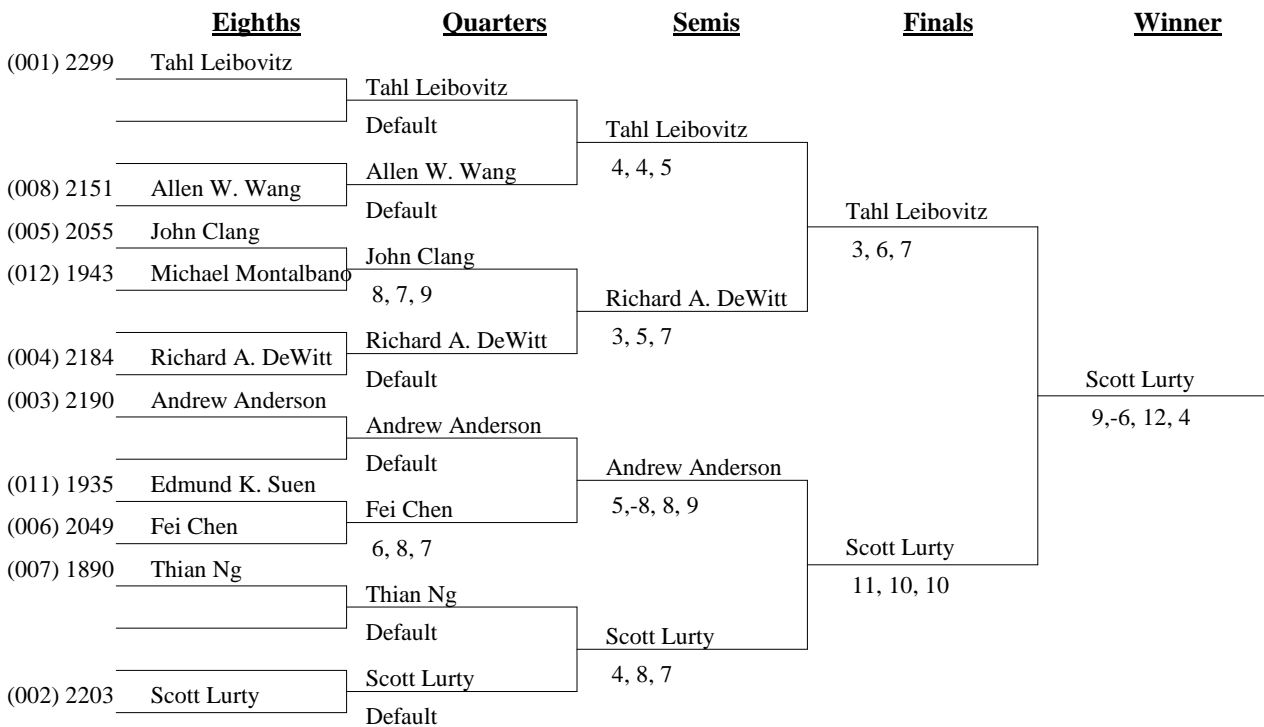 Eighths Quarters Semis Finals Winner
(001) 2299 Tahl Leibovitz
Tahl Leibovitz
Default
Tahl Leibovitz
4, 4, 5
Allen W. Wang
(008) 2151 Allen W. Wang
Default
(005) 2055 John Clang
Tahl Leibovitz
3, 6, 7
John Clang
(012) 1943 Michael Montalbano
8, 7, 9
Richard A. DeWitt
3, 5, 7
Richard A. DeWitt
(004) 2184 Richard A. DeWitt
Default
Scott Lurty
9,-6, 12, 4
(003) 2190 Andrew Anderson
Andrew Anderson
Default
Andrew Anderson
5,-8, 8, 9
(011) 1935 Edmund K. Suen
Fei Chen
(006) 2049 Fei Chen
6, 8, 7
Scott Lurty
11, 10, 10
(007) 1890 Thian Ng
Thian Ng
Default
Scott Lurty
4, 8, 7
Scott Lurty
(002) 2203 Scott Lurty
Default